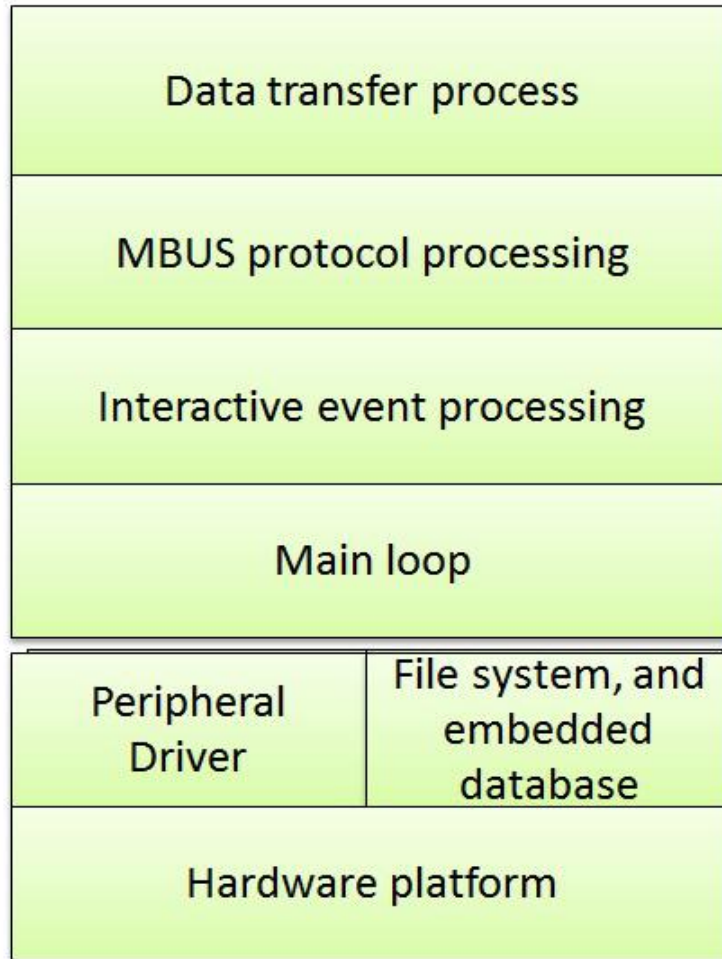 Data transfer process
MBUS protocol processing
Interactive event processing
Main loop
Peripheral
Driver
File system, and
embedded
database
Hardware platform